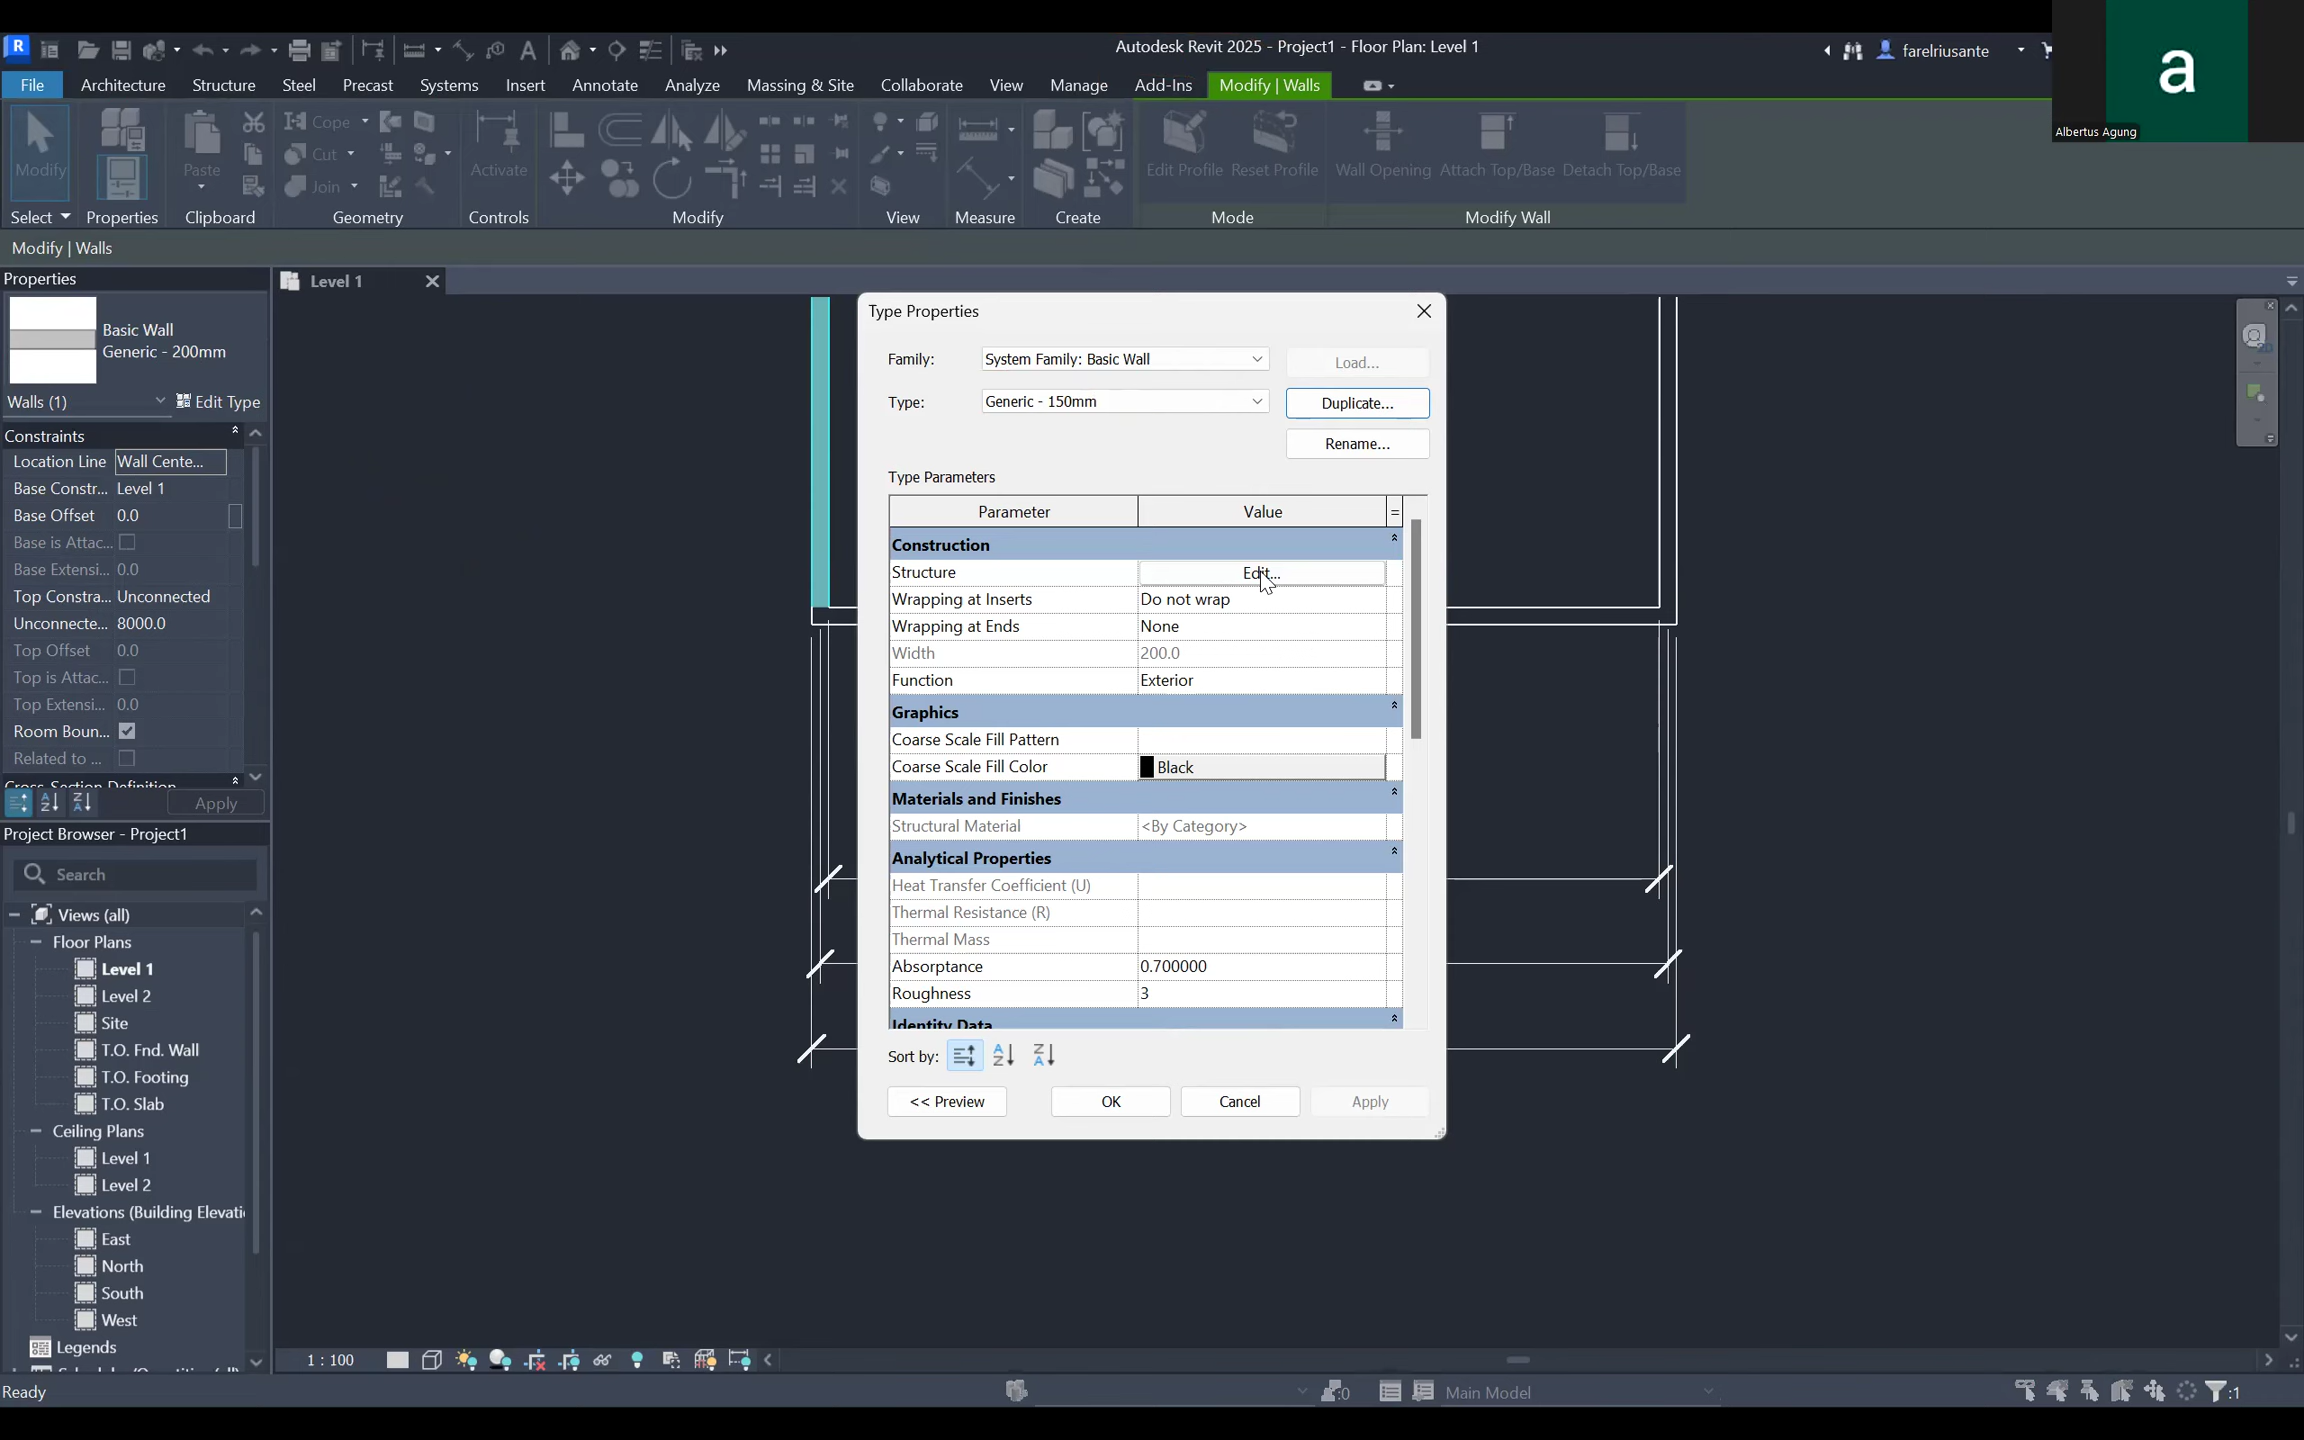 Autodesk Revit 2025 - Project1 - Floor Plan: Level 1
farelriusante
a
Albertus Agung
File Architecture Structure Steel Precast Systems Insert Annotate Analyze Massing & Site Collaborate View Manage Add-Ins Modify | Walls
Modify
Paste
Cope
Cut
Join
Activate
Edit Profile Reset Profile Wall Opening Attach Top/Base Detach Top/Base
Select Properties Clipboard Geometry Controls Modify View Measure Create Mode Modify Wall
Modify | Walls
Properties
Basic Wall
Generic - 200mm
Walls (1) Edit Type
Constraints
Location Line Wall Cente...
Base Constr... Level 1
Base Offset 0.0
Base is Attac...
Base Extensi... 0.0
Top Constra... Unconnected
Unconnecte... 8000.0
Top Offset 0.0
Top is Attac...
Top Extensi... 0.0
Room Boun...
Related to ...
Cross-Section Definition
Apply
Project Browser - Project1
Search
Views (all)
Floor Plans
Level 1
Level 2
Site
T.O. Fnd. Wall
T.O. Footing
T.O. Slab
Ceiling Plans
Level 1
Level 2
Elevations (Building Elevati
East
North
South
West
Legends
Level 1
Type Properties
Family: System Family: Basic Wall Load...
Type: Generic - 150mm Duplicate...
Rename...
Type Parameters
Parameter Value =
Construction
Structure Edit...
Wrapping at Inserts Do not wrap
Wrapping at Ends None
Width 200.0
Function Exterior
Graphics
Coarse Scale Fill Pattern
Coarse Scale Fill Color Black
Materials and Finishes
Structural Material <By Category>
Analytical Properties
Heat Transfer Coefficient (U)
Thermal Resistance (R)
Thermal Mass
Absorptance 0.700000
Roughness 3
Identity Data
Sort by:
<< Preview OK Cancel Apply
1 : 100
Ready
:0
Main Model
:1